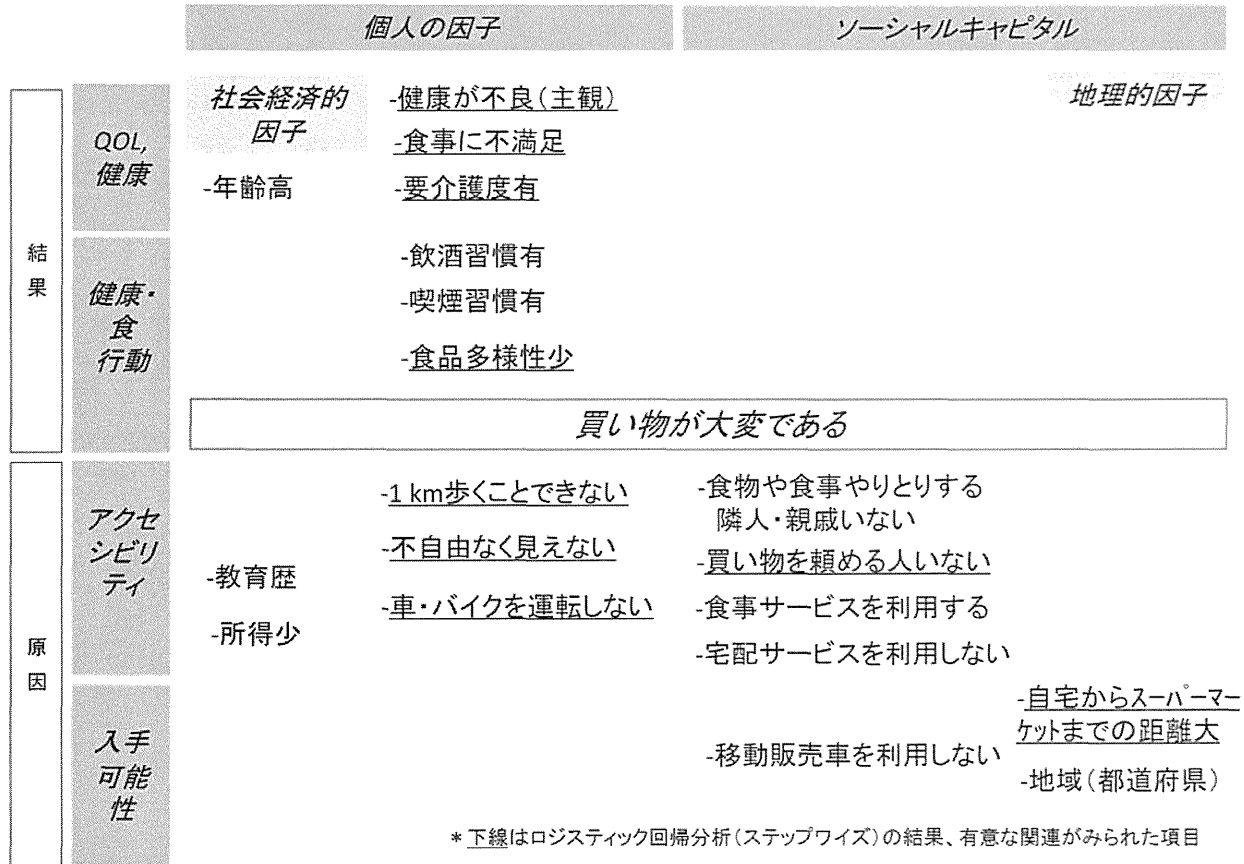 個人の因子
ソーシャルキャピタル
結
果
QOL,
健康
社会経済的
因子
-年齢高
-健康が不良(主観)
-食事に不満足
-要介護度有
地理的因子
健康・
食
行動
-飲酒習慣有
-喫煙習慣有
-食品多様性少
買い物が大変である
原
因
アクセ
シビリ
ティ
-教育歴
-所得少
-1 km歩くことできない
-不自由なく見えない
-車・バイクを運転しない
-食物や食事やりとりする
隣人・親戚いない
-買い物を頼める人いない
-食事サービスを利用する
-宅配サービスを利用しない
入手
可能
性
-移動販売車を利用しない
-自宅からスーパーマー
ケットまでの距離大
-地域(都道府県)
*下線はロジスティック回帰分析(ステップワイズ)の結果、有意な関連がみられた項目